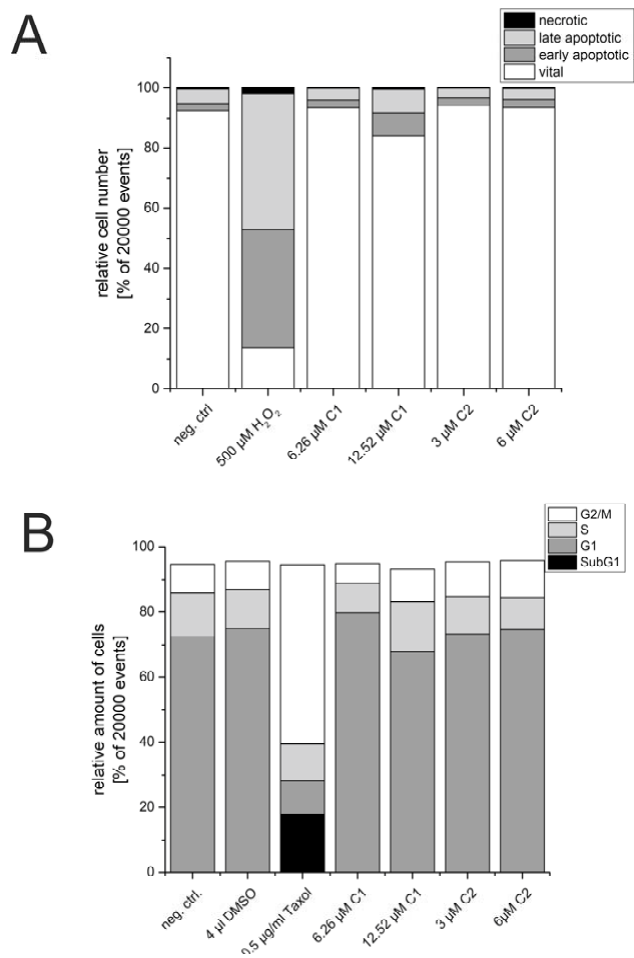 A
necrotic
late apoptotic
early apoptotic
vital
relative cell number
[% of 20000 events]
100
80
60
40
20
0
neg. ctrl
500 µM H₂O₂
6.26 µM C1
12.52 µM C1
3 µM C2
6 µM C2
B
G2/M
S
G1
SubG1
relative amount of cells
[% of 20000 events]
100
80
60
40
20
0
neg. ctrl.
4 µl DMSO
0.5 µg/ml Taxol
6.26 µM C1
12.52 µM C1
3 µM C2
6µM C2